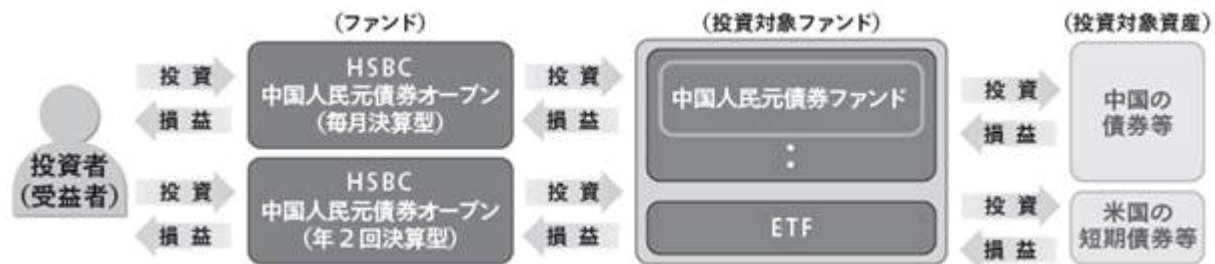 (ファンド)
(投資対象ファンド)
(投資対象資産)
投資者
(受益者)
投 資
損 益
HSBC
中国人民元債券オープン
(毎月決算型)
投 資
損 益
投 資
損 益
HSBC
中国人民元債券オープン
(年2回決算型)
投 資
損 益
中国人民元債券ファンド
:
ETF
投 資
損 益
中国の
債券等
投 資
損 益
米国の
短期債券等